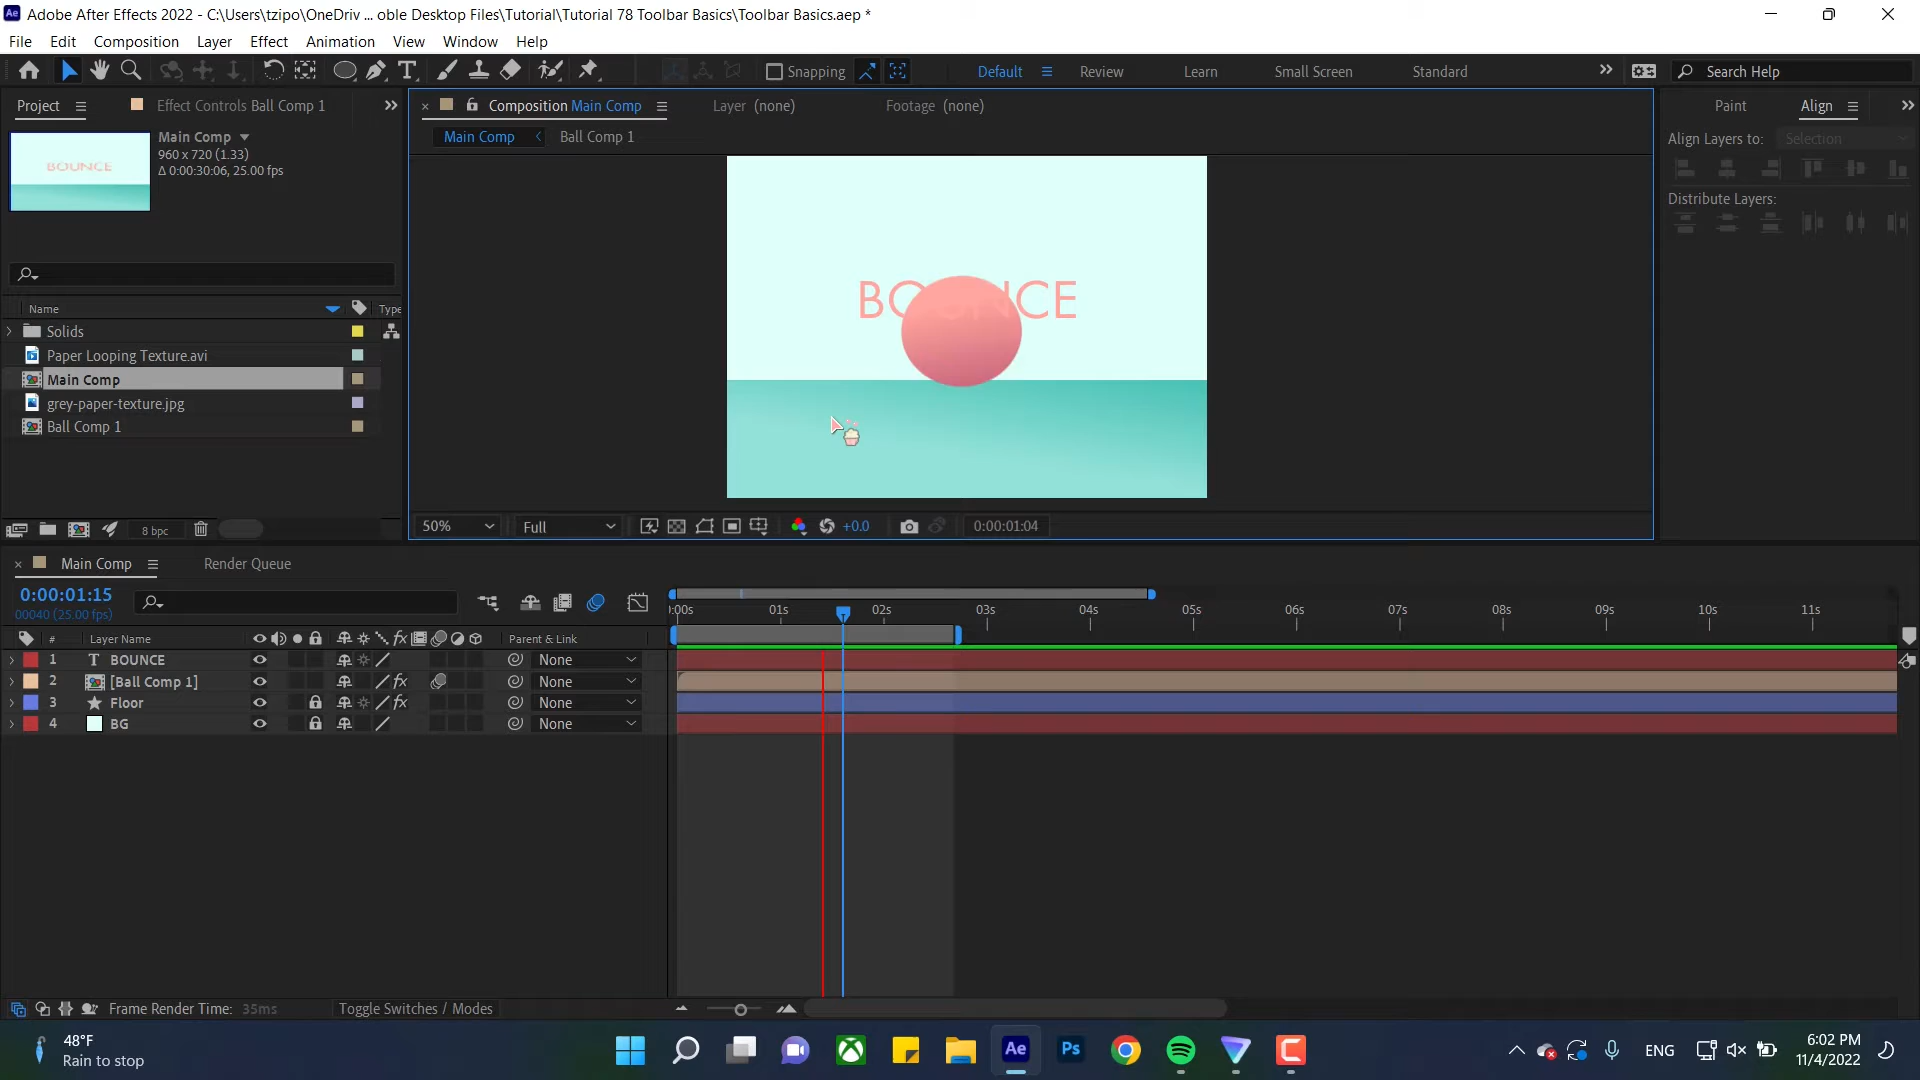 Ae Adobe After Effects 2022 - C:\Users\tzipo\OneDriv ... oble Desktop Files\Tutorial\Tutorial 78 Toolbar Basics\Toolbar Basics.aep *
File Edit Composition Layer Effect Animation View Window Help
T Snapping Default Review Learn Small Screen Standard Search Help
Project Effect Controls Ball Comp 1 Composition Main Comp Layer (none) Footage (none) Paint Align
Main Comp Main Comp Ball Comp 1 Align Layers to: Selection
960 x 720 (1.33)
Δ 0:00:30:06, 25.00 fps
BOUNCE
Distribute Layers:
BOUNCE
Name Type
Solids
Paper Looping Texture.avi
Main Comp
grey-paper-texture.jpg
Ball Comp 1
8 bpc 50% Full +0.0 0:00:01:04
Main Comp Render Queue
0:00:01:15
00040 (25.00 fps)
:00s 01s 02s 03s 04s 05s 06s 07s 08s 09s 10s 11s
# Layer Name fx Parent & Link
1 T BOUNCE None
2 [Ball Comp 1] fx None
3 Floor fx None
4 BG None
Frame Render Time: 35ms Toggle Switches / Modes
48°F
Rain to stop
Ae Ps
ENG
6:02 PM
11/4/2022